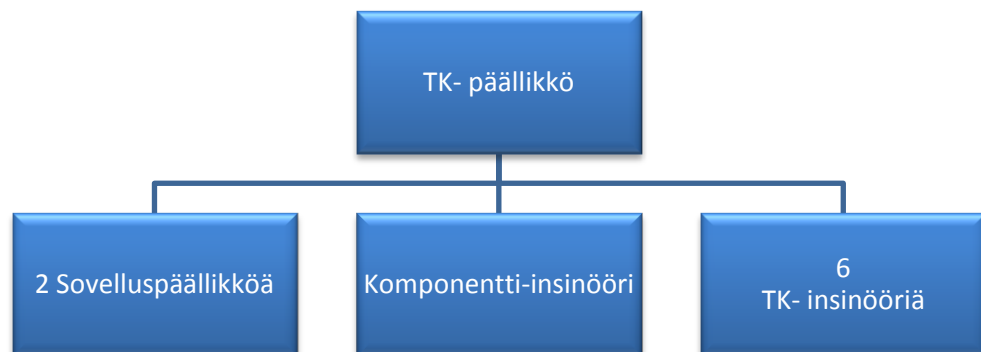 TK- päällikkö
2 Sovelluspäällikköä
Komponentti-insinööri
6
TK- insinööriä